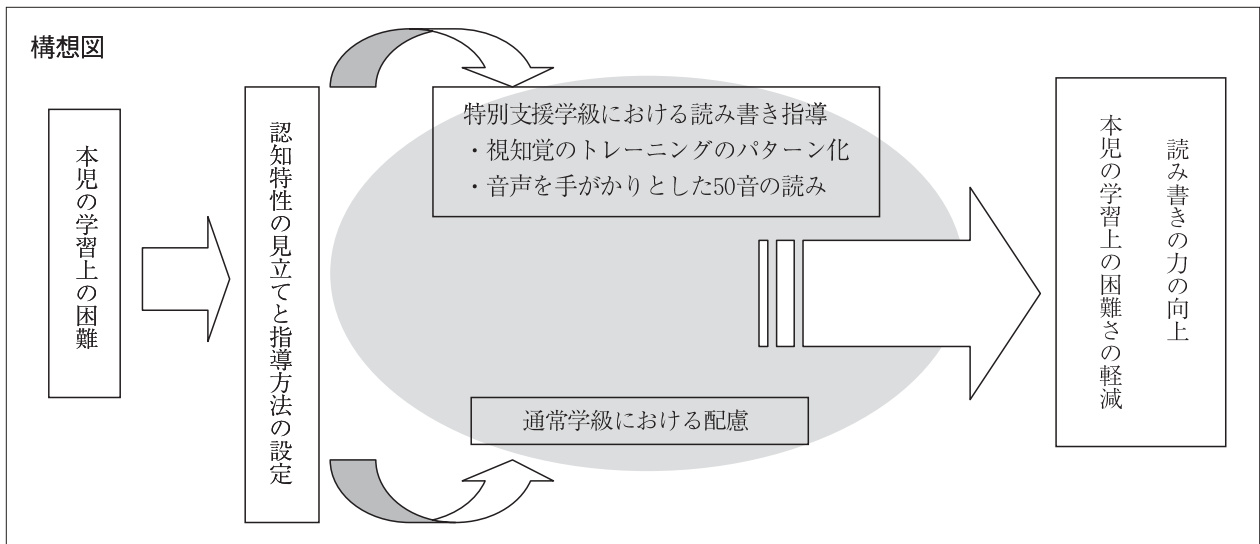 構想図
本児の学習上の困難
認知特性の見立てと指導方法の設定
特別支援学級における読み書き指導
・視知覚のトレーニングのパターン化
・音声を手がかりとした50音の読み
通常学級における配慮
読み書きの力の向上
本児の学習上の困難さの軽減